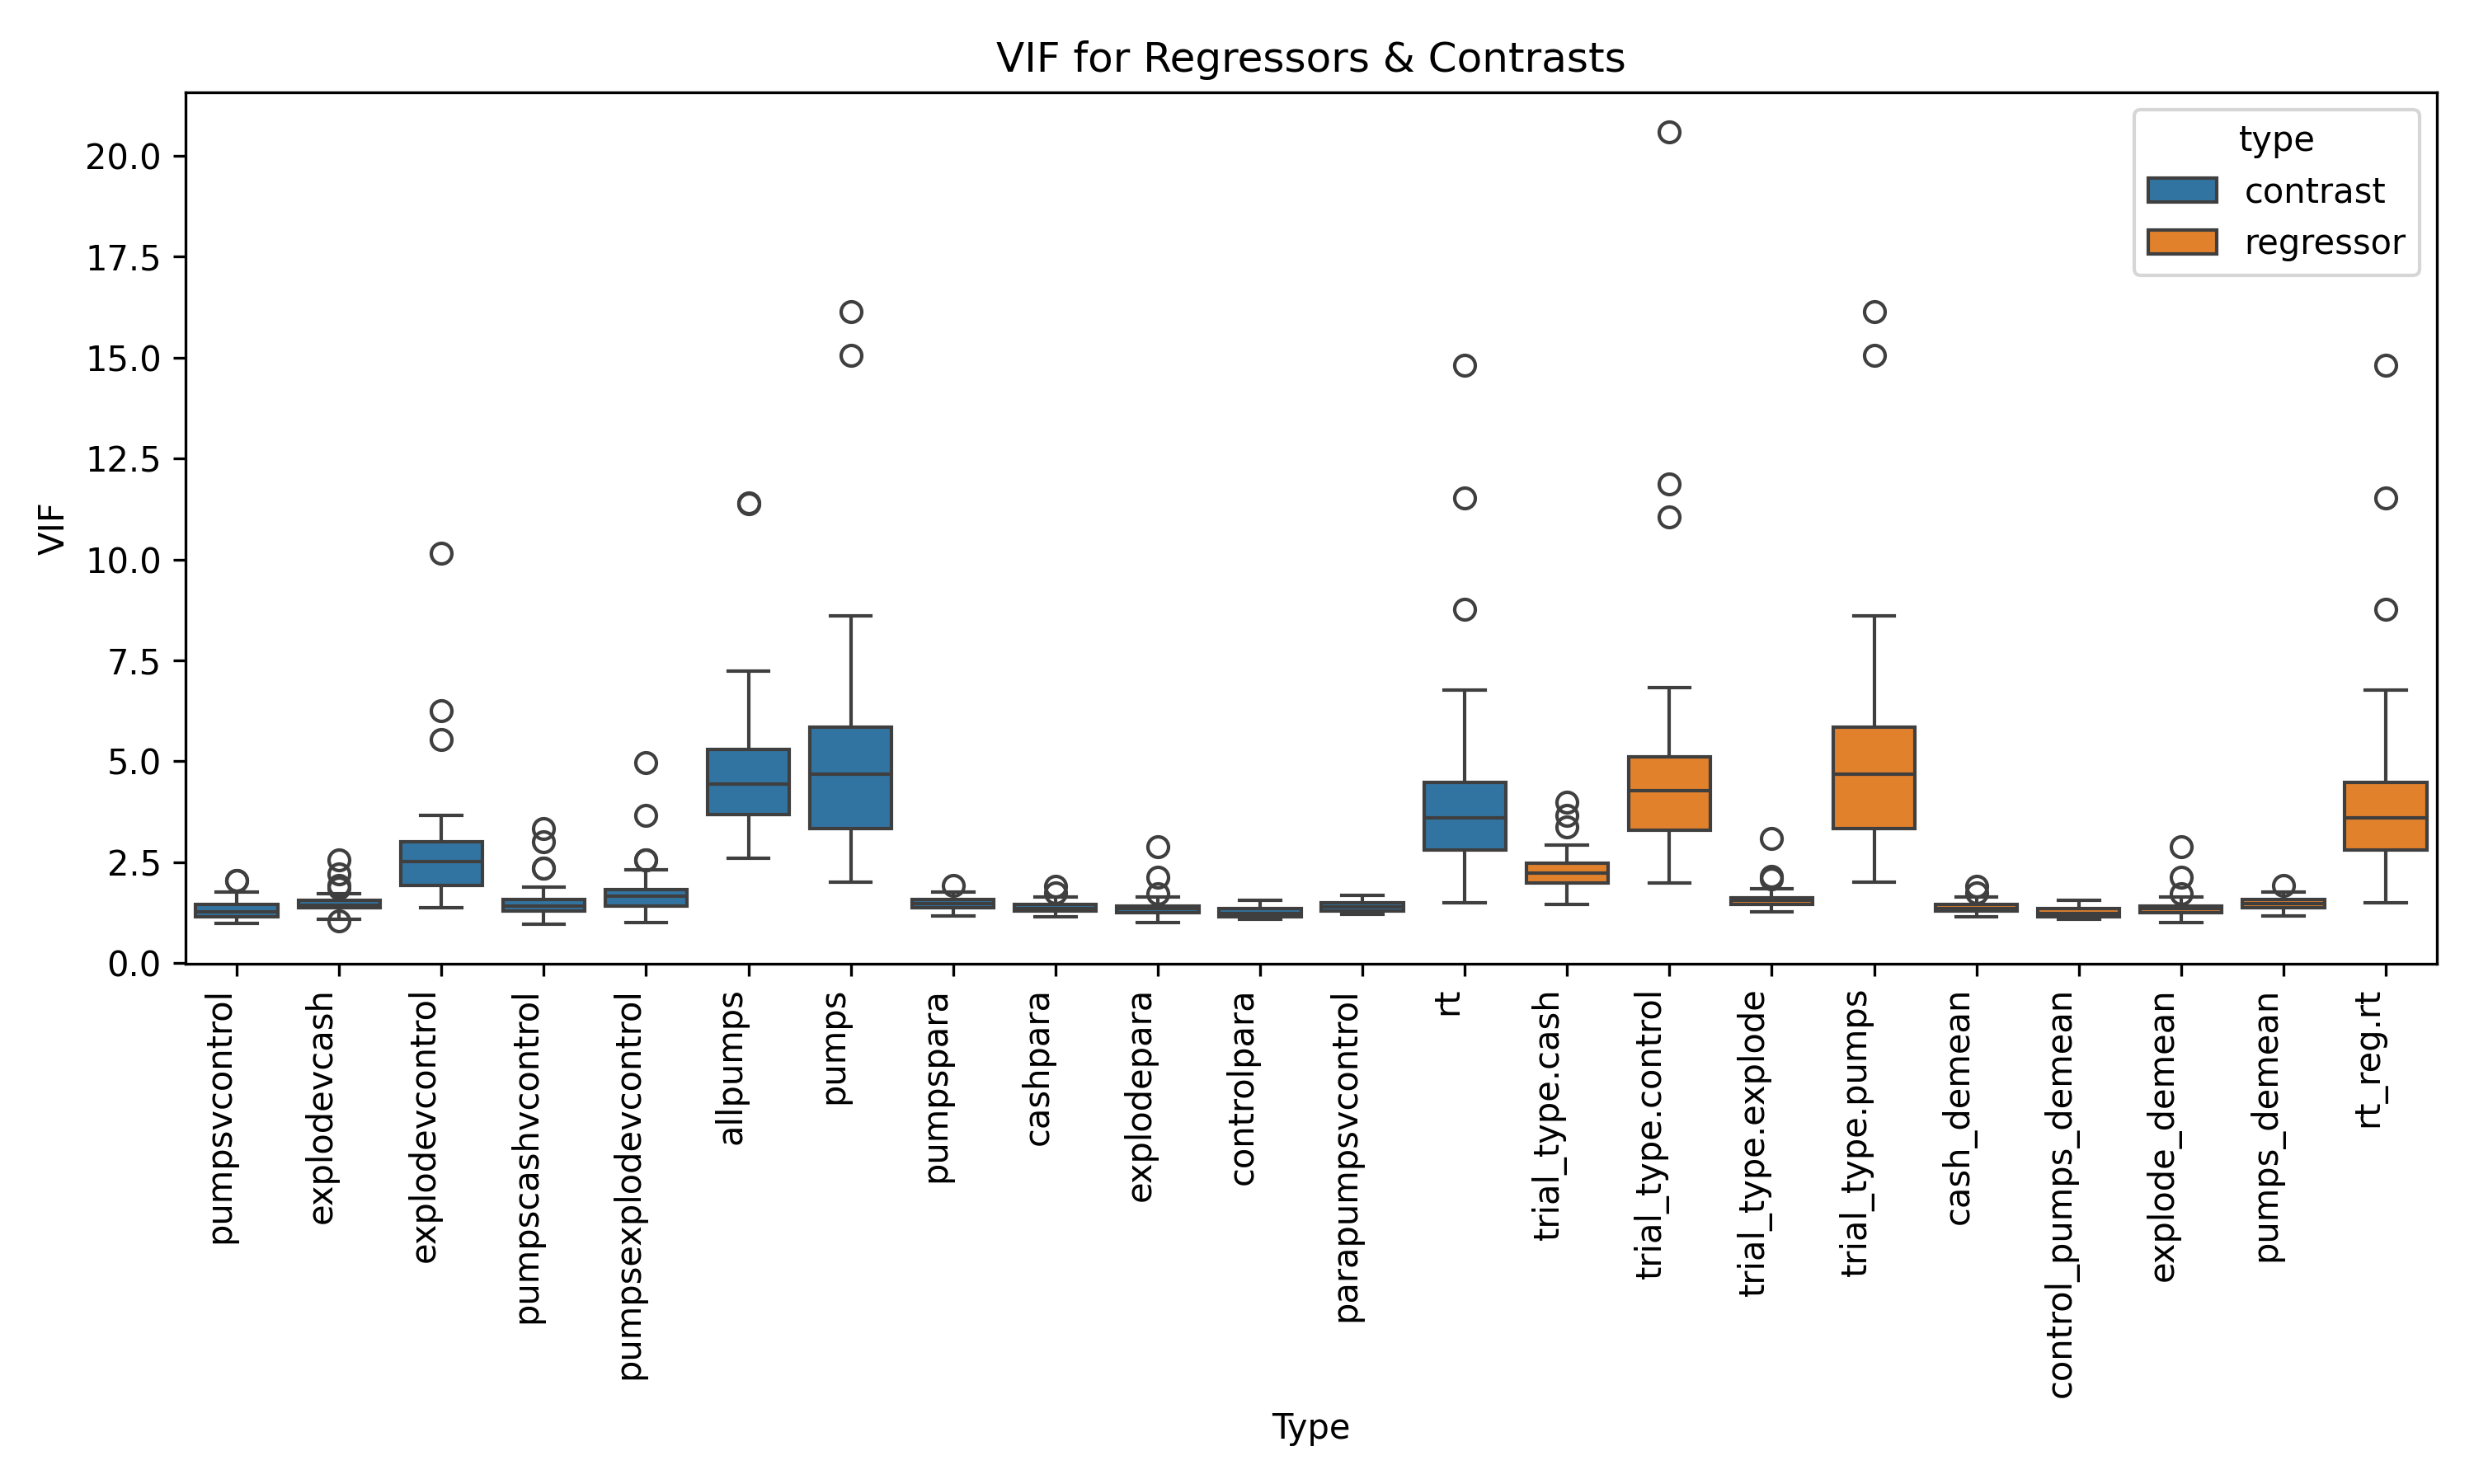 VIF for Regressors & Contrasts
type
contrast
regressor
VIF
20.0
17.5
15.0
12.5
10.0
7.5
5.0
2.5
0.0
pumpsvcontrol
explodevcash
explodevcontrol
pumpscashvcontrol
pumpsexplodevcontrol
allpumps
pumps
pumpspara
cashpara
explodepara
controlpara
parapumpsvcontrol
rt
trial_type.cash
trial_type.control
trial_type.explode
trial_type.pumps
cash_demean
control_pumps_demean
explode_demean
pumps_demean
rt_reg.rt
Type